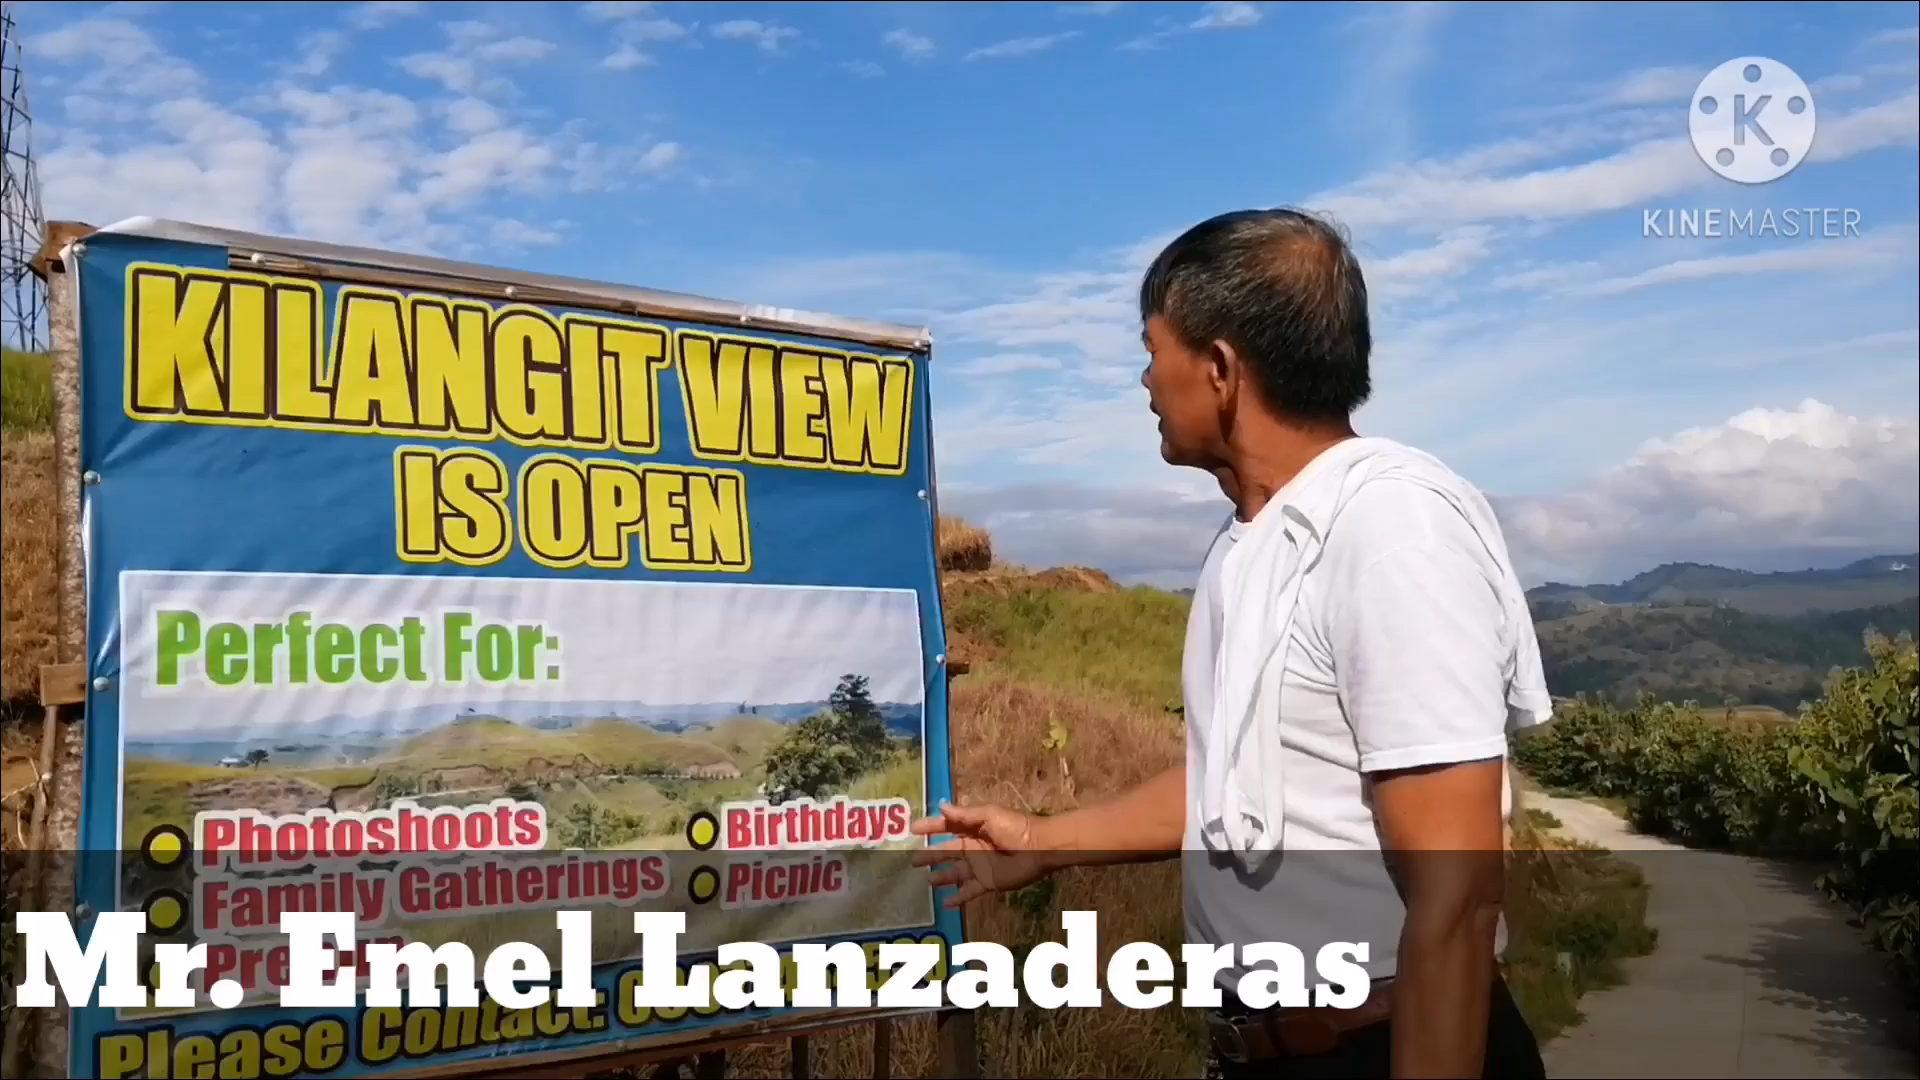 K
KINEMASTER
KILANGIT VIEW
IS OPEN
Perfect For:
Photoshoots
Birthdays
Family Gatherings
Picnic
Mr. Emel Lanzaderas
Please Contact: